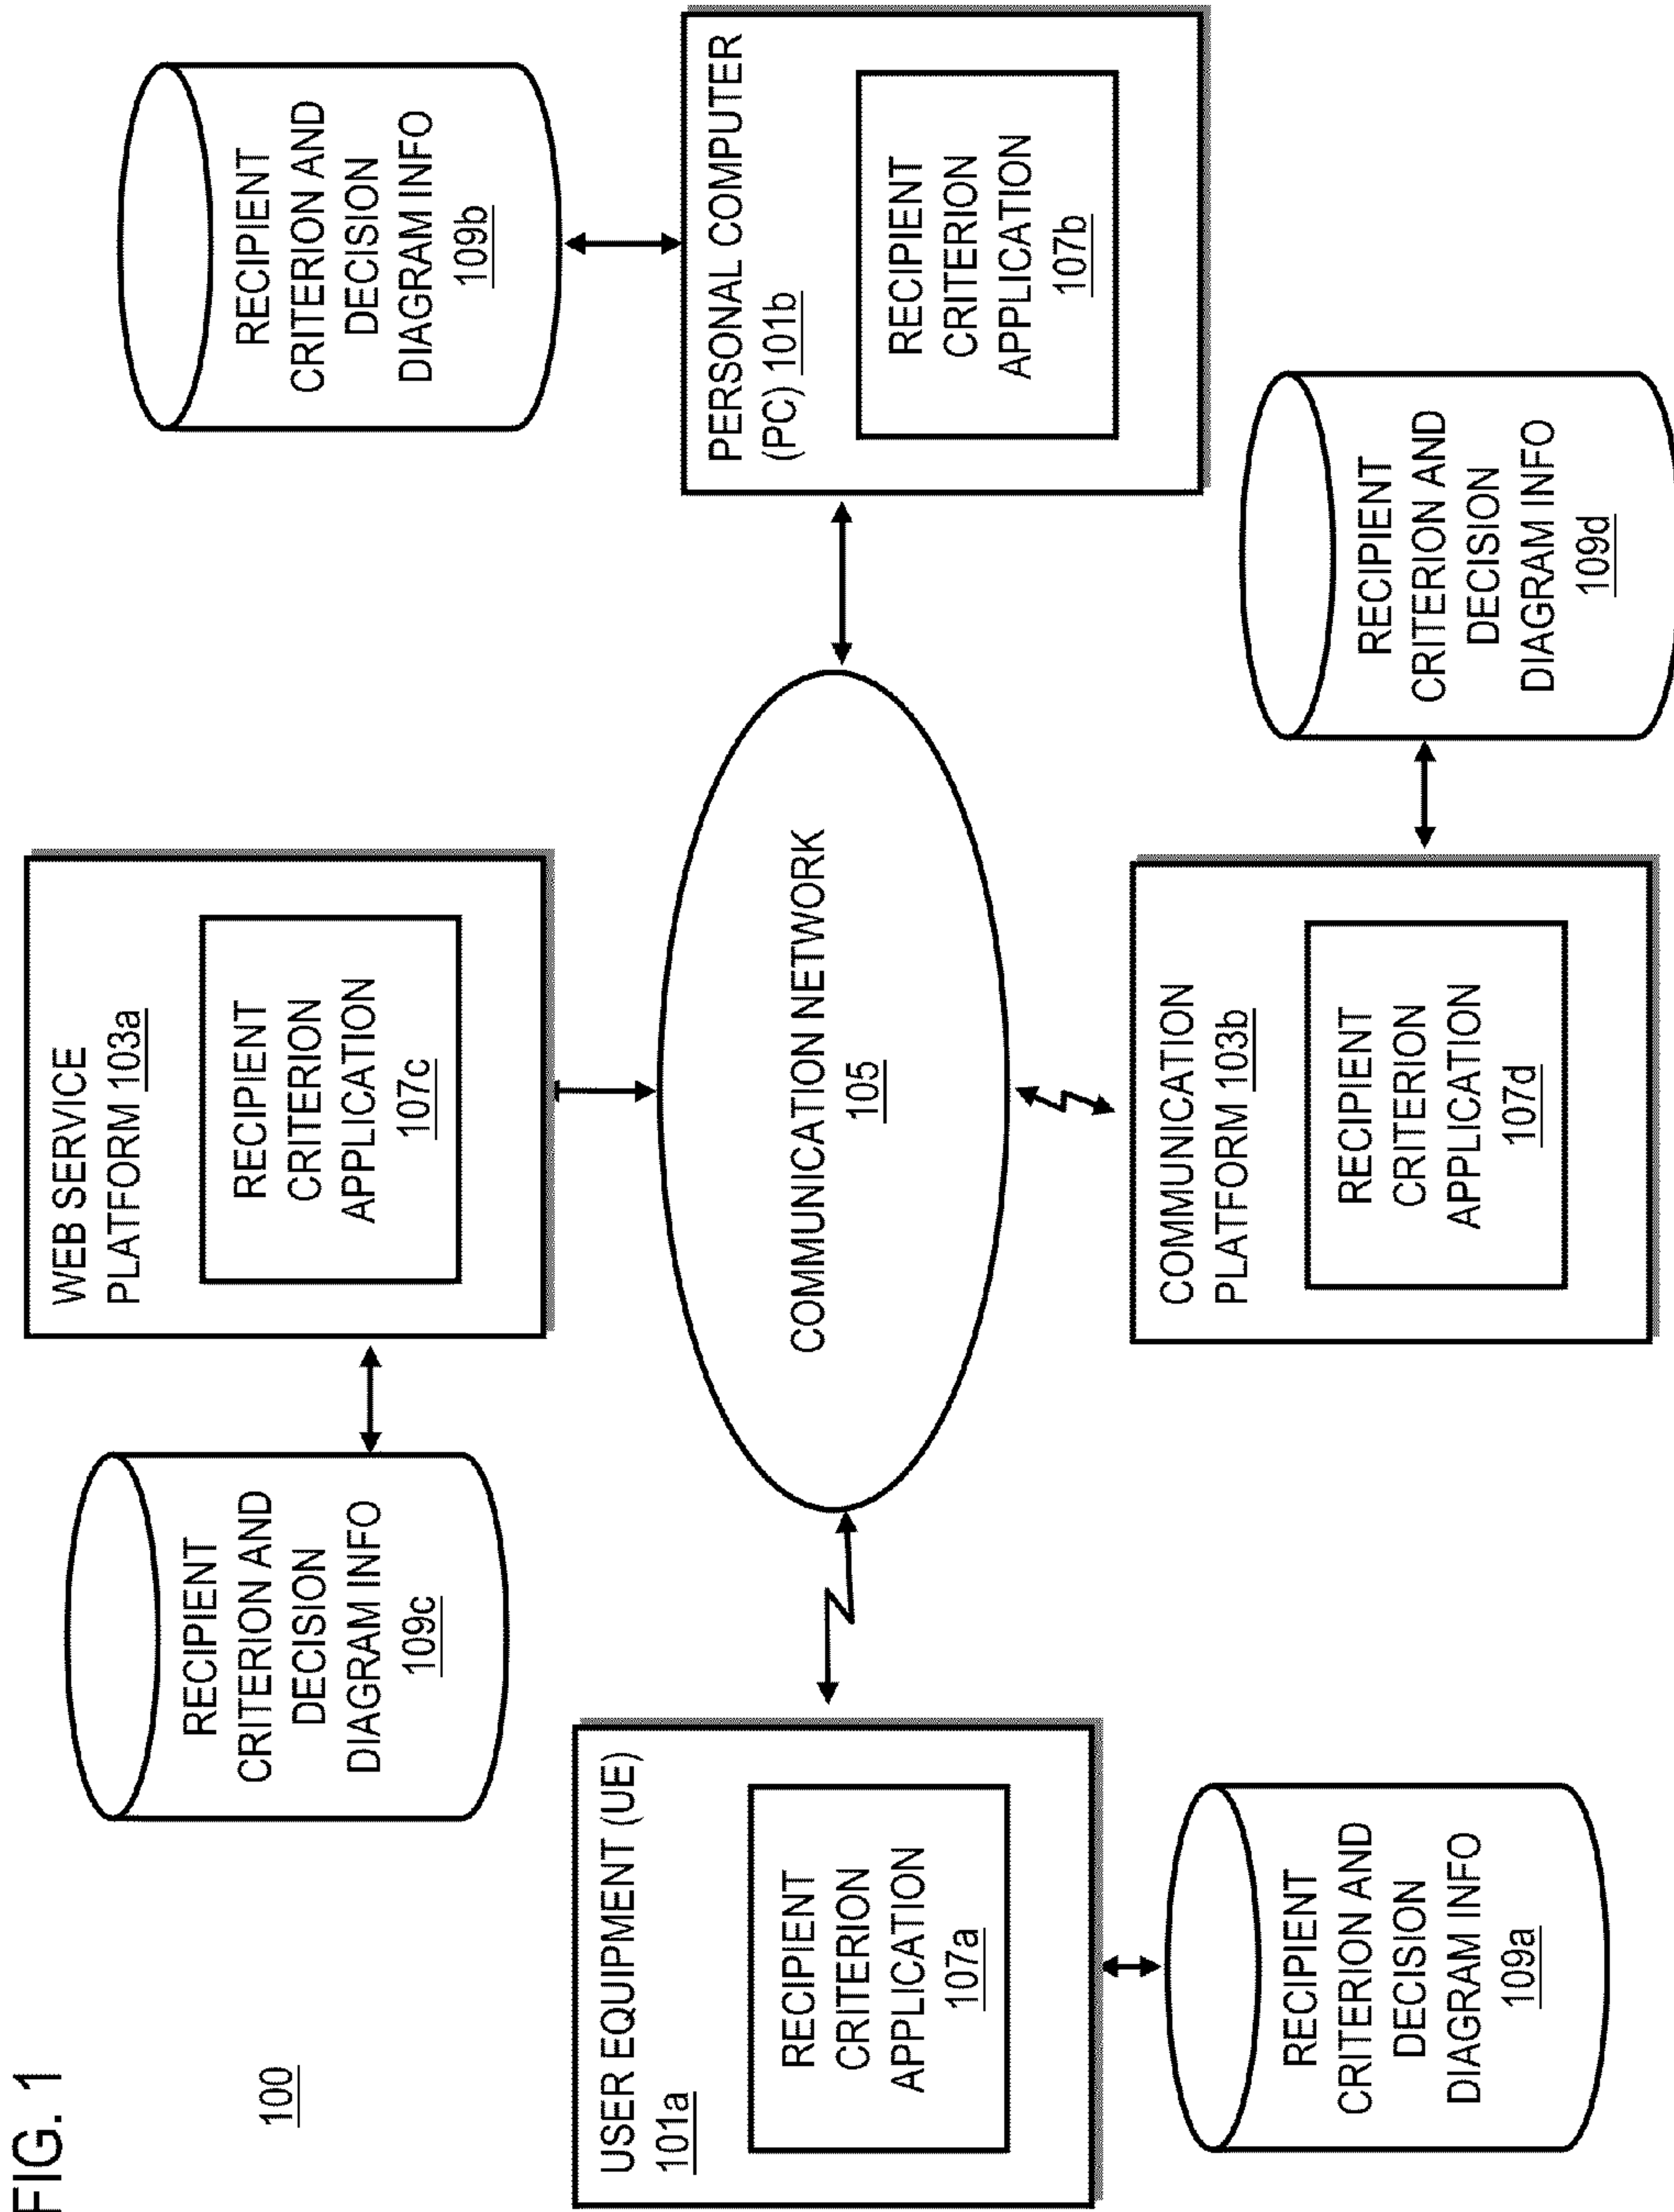 FIG. 1
100
USER EQUIPMENT (UE)
101a
RECIPIENT
CRITERION
APPLICATION
107a
RECIPIENT
CRITERION AND
DECISION
DIAGRAM INFO
109a
RECIPIENT
CRITERION AND
DECISION
DIAGRAM INFO
109c
WEB SERVICE
PLATFORM 103a
RECIPIENT
CRITERION
APPLICATION
107c
COMMUNICATION NETWORK
105
COMMUNICATION
PLATFORM 103b
RECIPIENT
CRITERION
APPLICATION
107d
RECIPIENT
CRITERION AND
DECISION
DIAGRAM INFO
109b
PERSONAL COMPUTER
(PC) 101b
RECIPIENT
CRITERION
APPLICATION
107b
RECIPIENT
CRITERION AND
DECISION
DIAGRAM INFO
109d